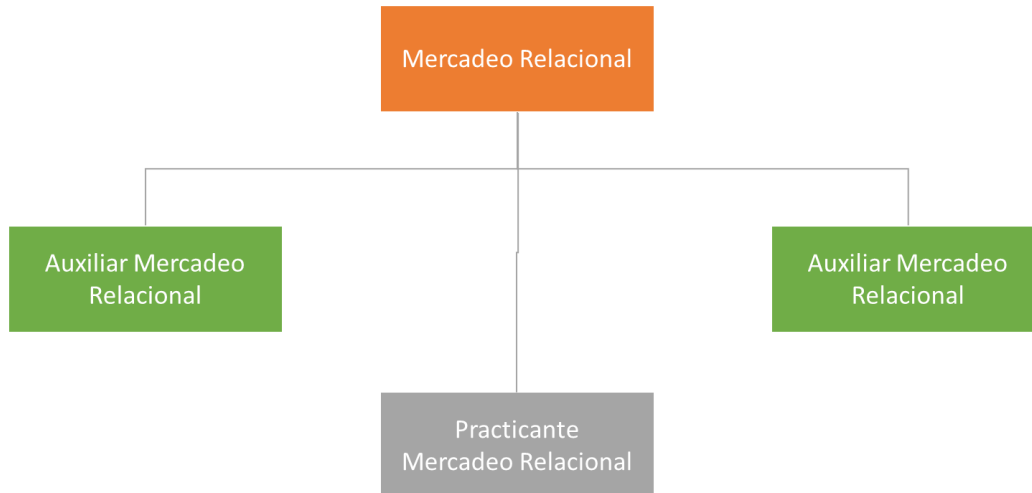 Mercadeo Relacional
Auxiliar Mercadeo
Relacional
Auxiliar Mercadeo
Relacional
Practicante
Mercadeo Relacional